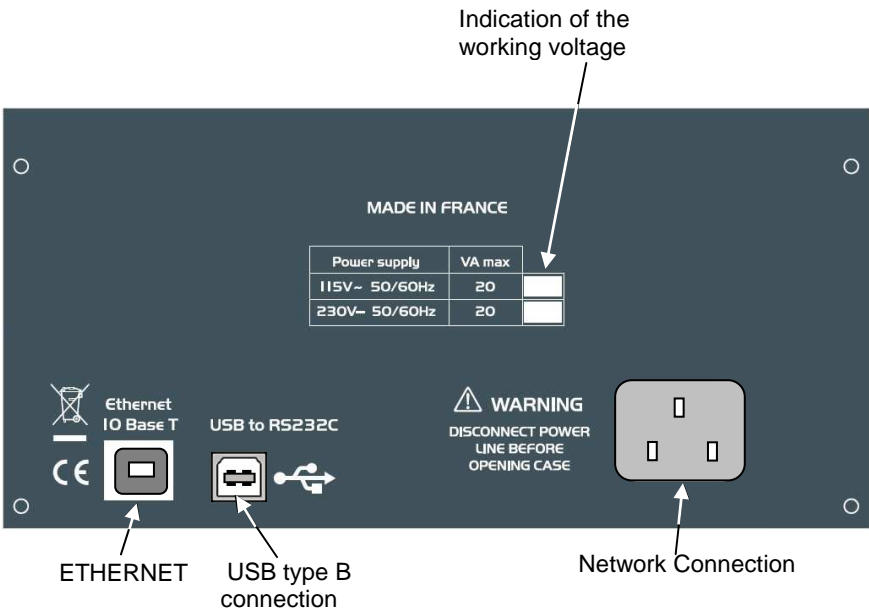 Indication of the
working voltage
MADE IN FRANCE
Power supply VA max
115V~ 50/60Hz 20
230V~ 50/60Hz 20
Ethernet
10 Base T
USB to RS232C
WARNING
DISCONNECT POWER
LINE BEFORE
OPENING CASE
CE
ETHERNET
USB type B
connection
Network Connection